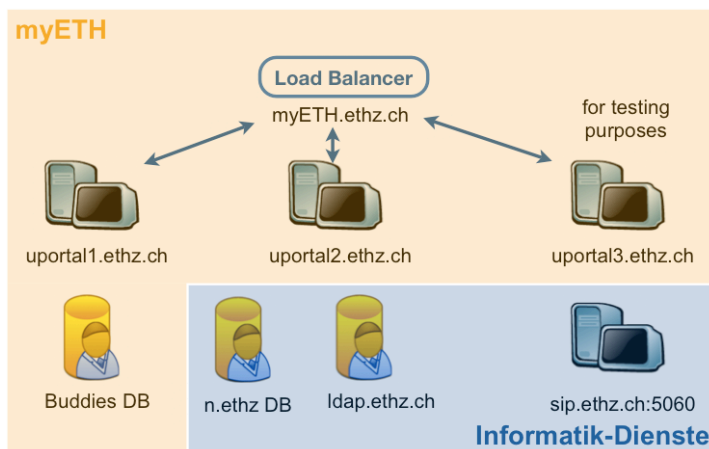 myETH
Load Balancer
myETH.ethz.ch
for testing
purposes
uportal1.ethz.ch
uportal2.ethz.ch
uportal3.ethz.ch
Buddies DB
n.ethz DB
ldap.ethz.ch
sip.ethz.ch:5060
Informatik-Dienste